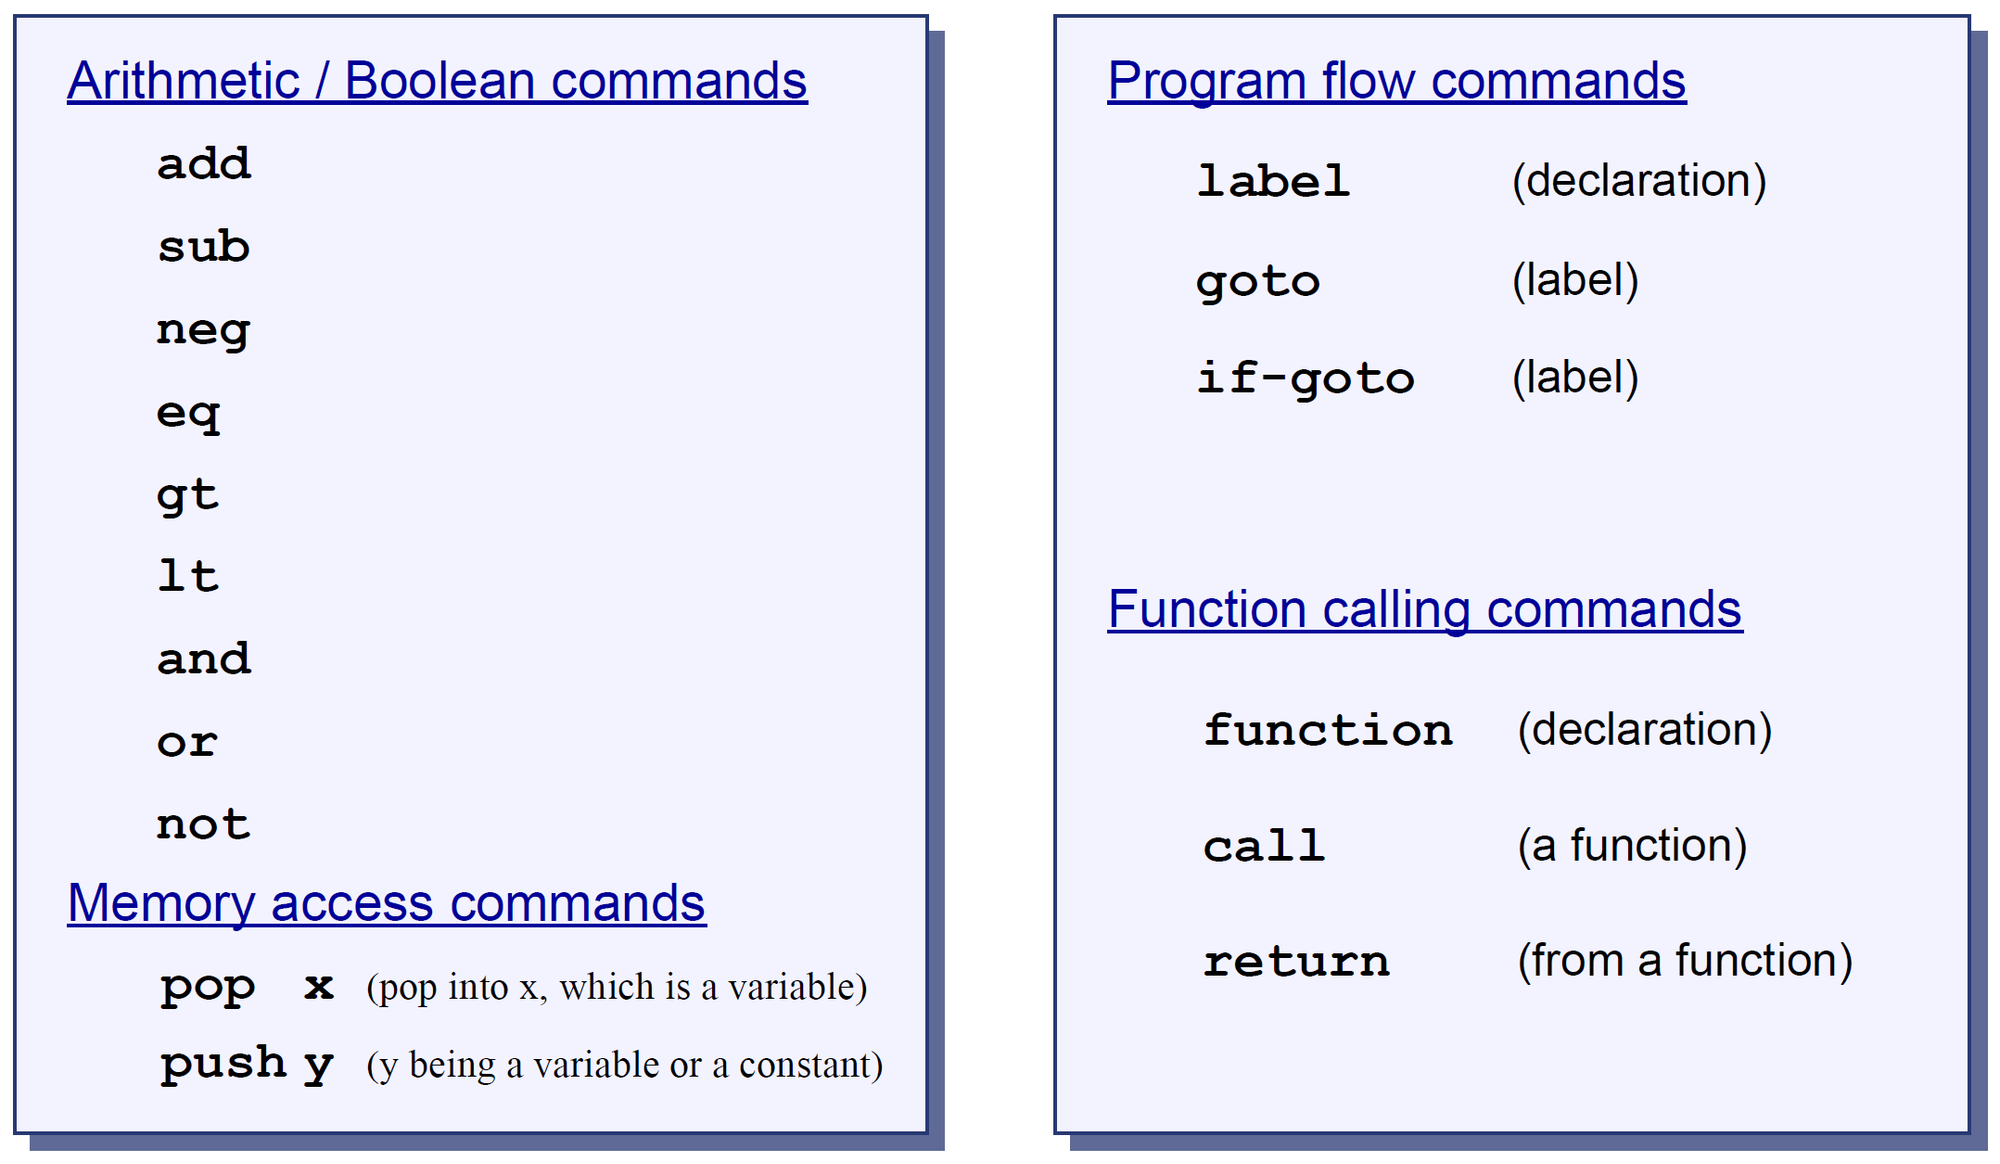 Arithmetic / Boolean commands
add
sub
neg
eq
gt
lt
and
or
not
Memory access commands
pop x (pop into x, which is a variable)
push y (y being a variable or a constant)
Program flow commands
label (declaration)
goto (label)
if-goto (label)
Function calling commands
function (declaration)
call (a function)
return (from a function)